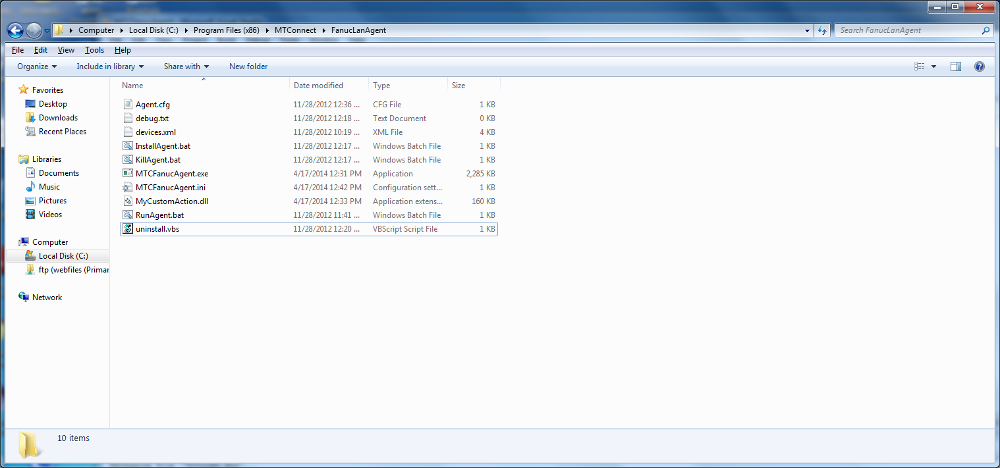 Computer Local Disk (C:) Program Files (x86) MTConnect FanucLanAgent Search FanucLanAgent
File Edit View Tools Help
Organize Include in library Share with New folder
Name Date modified Type Size
Favorites
Desktop
Downloads
Recent Places
Libraries
Documents
Music
Pictures
Videos
Computer
Local Disk (C:)
ftp (webfiles (Primar
Network
Agent.cfg 11/28/2012 12:36 ... CFG File 1 KB
debug.txt 11/28/2012 12:18 ... Text Document 0 KB
devices.xml 11/28/2012 10:19 ... XML File 4 KB
InstallAgent.bat 11/28/2012 12:17 ... Windows Batch File 1 KB
KillAgent.bat 11/28/2012 12:17 ... Windows Batch File 1 KB
MTCFanucAgent.exe 4/17/2014 12:31 PM Application 2,285 KB
MTCFanucAgent.ini 4/17/2014 12:42 PM Configuration sett... 1 KB
MyCustomAction.dll 4/17/2014 12:33 PM Application extens... 160 KB
RunAgent.bat 11/28/2012 11:41 ... Windows Batch File 1 KB
uninstall.vbs 11/28/2012 12:20 ... VBScript Script File 1 KB
10 items